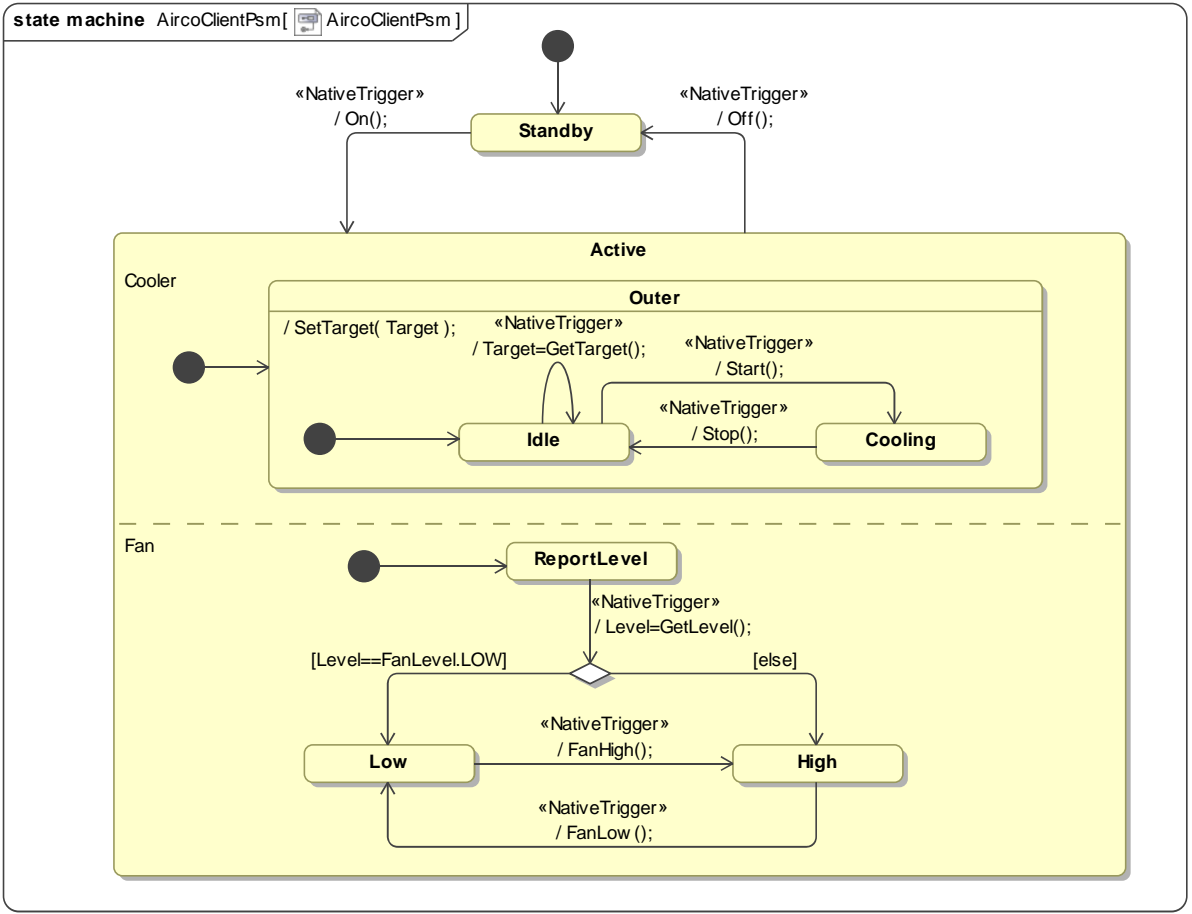 state machine AircoClientPsm[ AircoClientPsm ]
«NativeTrigger»
/ On();
«NativeTrigger»
/ Off();
Standby
Active
Cooler
Outer
/ SetTarget( Target );
«NativeTrigger»
/ Target=GetTarget();
«NativeTrigger»
/ Start();
«NativeTrigger»
/ Stop();
Idle
Cooling
Fan
ReportLevel
«NativeTrigger»
/ Level=GetLevel();
[Level==FanLevel.LOW]
[else]
«NativeTrigger»
/ FanHigh();
Low
High
«NativeTrigger»
/ FanLow();